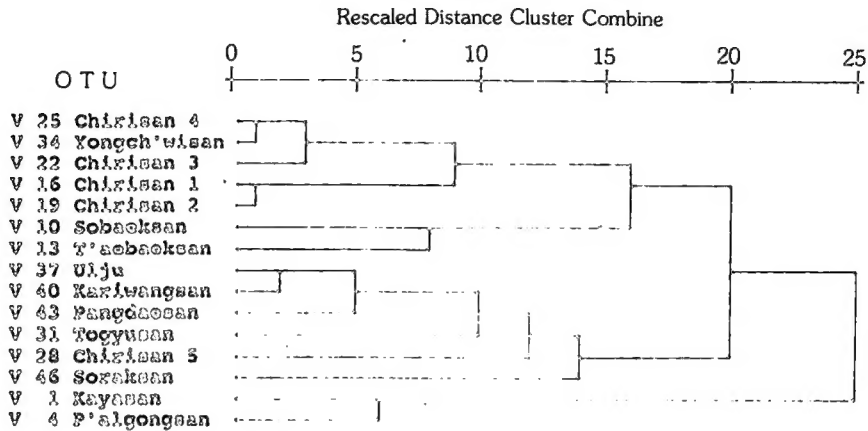 Rescaled Distance Cluster Combine
0 5 10 15 20 25
OTU
V 25 Chirisan 4
V 34 Yongch'wisan
V 22 Chirisan 3
V 16 Chirisan 1
V 19 Chirisan 2
V 10 Sobaeksan
V 13 T'aebaeksan
V 37 Uiju
V 40 Kariwangsan
V 43 Pangdaesan
V 31 Togyusan
V 28 Chirisan 5
V 46 Soraksan
V 1 Kayasan
V 4 P'algongsan